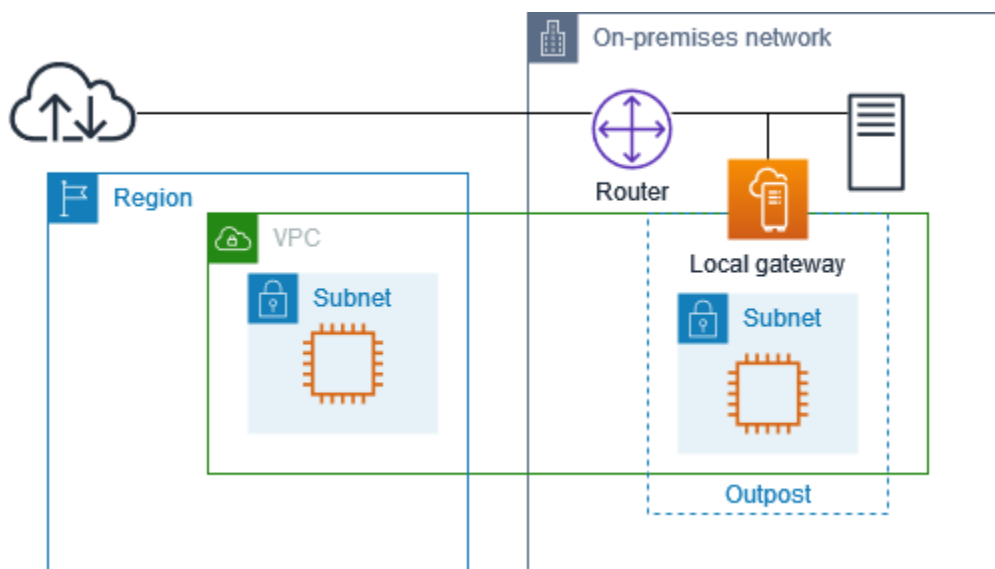 On-premises network
Router
Region
VPC
Local gateway
Subnet
Subnet
Outpost